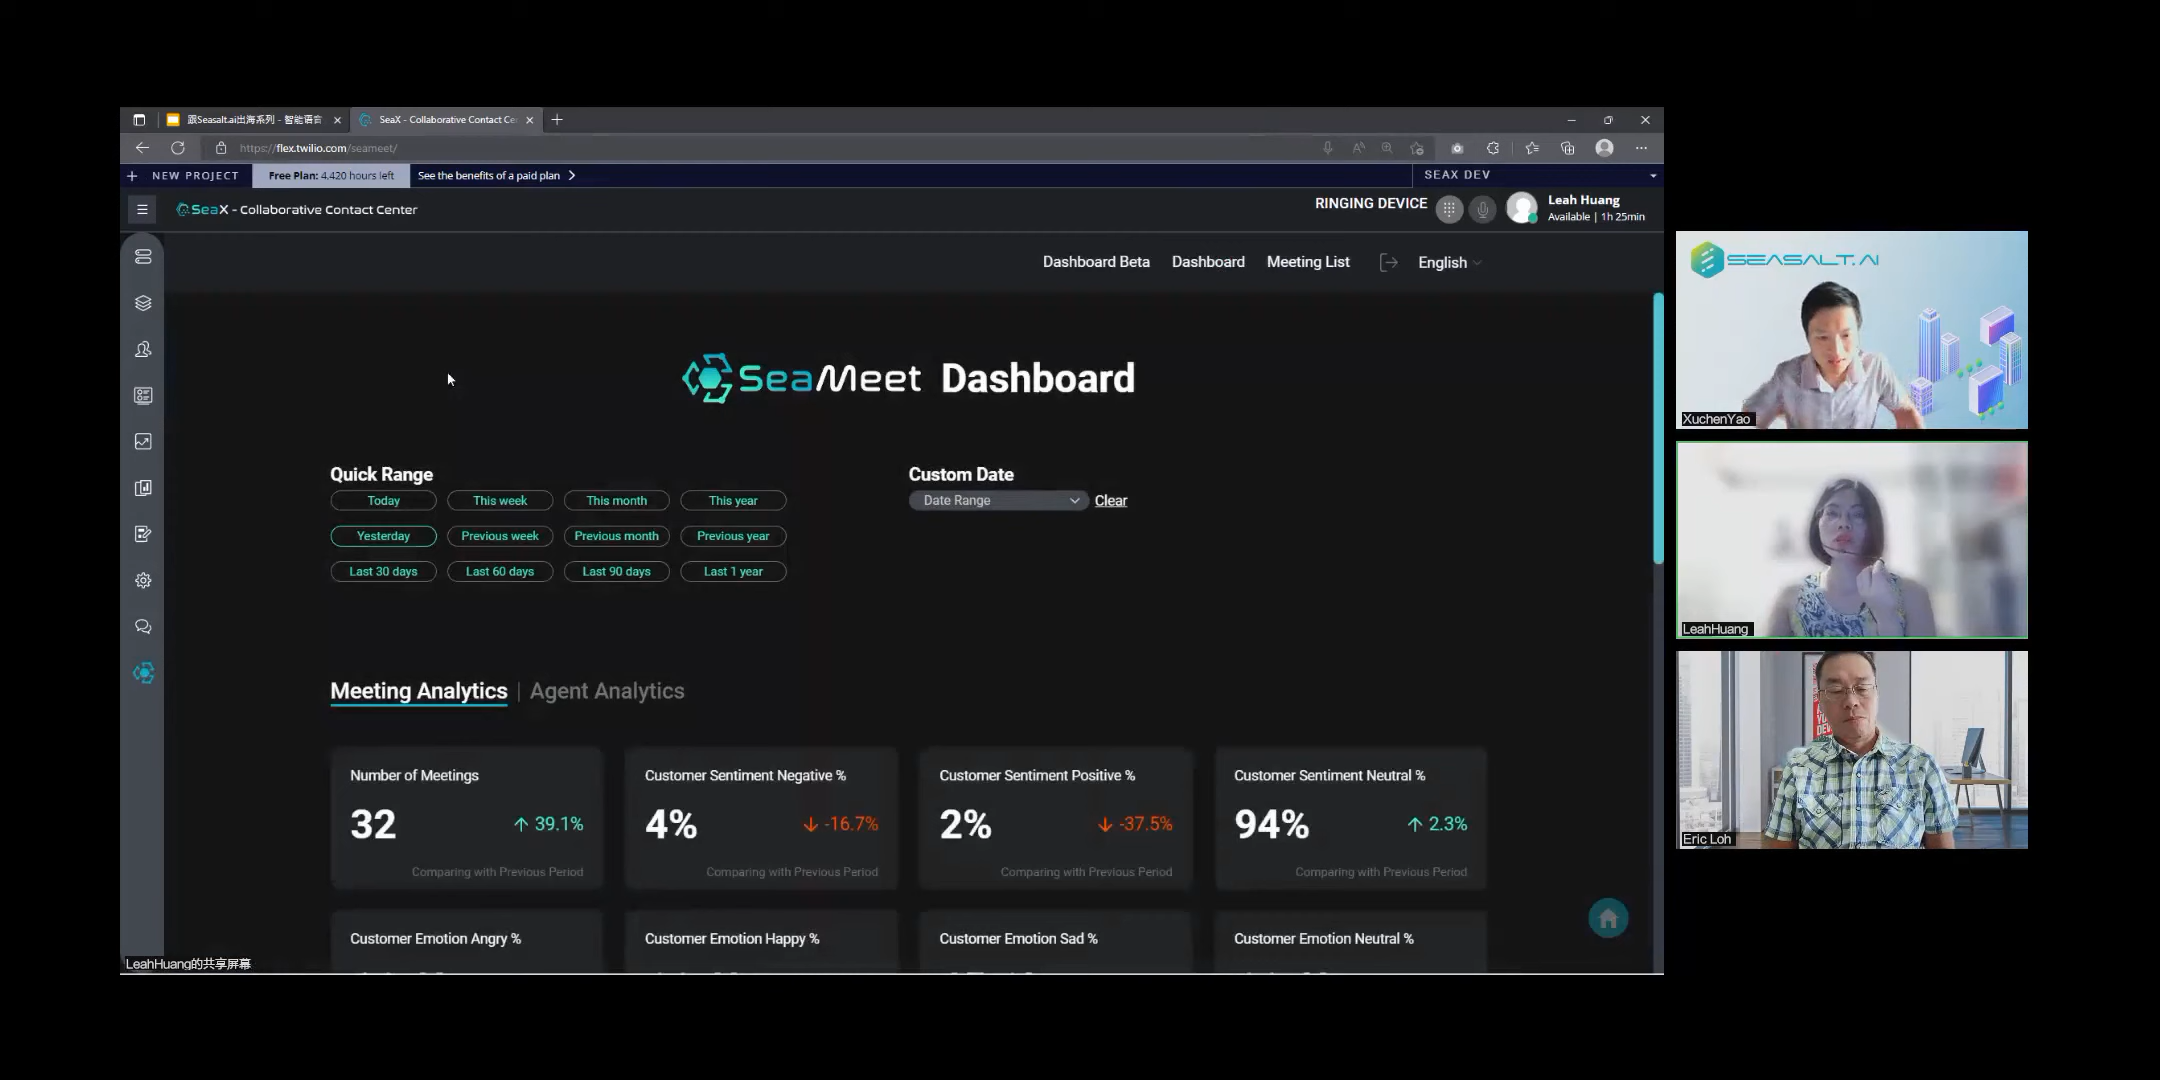 跟Seasalt.ai出海系列 - 智能语音
SeaX - Collaborative Contact Ce
https://flex.twilio.com/seameet/
NEW PROJECT
Free Plan: 4,420 hours left
See the benefits of a paid plan
SEAX DEV
SeaX - Collaborative Contact Center
RINGING DEVICE
Leah Huang
Available | 1h 25min
Dashboard Beta
Dashboard
Meeting List
English
SeaMeet Dashboard
Quick Range
Today
This week
This month
This year
Yesterday
Previous week
Previous month
Previous year
Last 30 days
Last 60 days
Last 90 days
Last 1 year
Custom Date
Date Range
Clear
Meeting Analytics | Agent Analytics
Number of Meetings
32
39.1%
Comparing with Previous Period
Customer Sentiment Negative %
4%
-16.7%
Comparing with Previous Period
Customer Sentiment Positive %
2%
-37.5%
Comparing with Previous Period
Customer Sentiment Neutral %
94%
2.3%
Comparing with Previous Period
Customer Emotion Angry %
Customer Emotion Happy %
Customer Emotion Sad %
Customer Emotion Neutral %
LeahHuang的共享屏幕
SEASALT.AI
XuchenYao
LeahHuang
Eric Loh